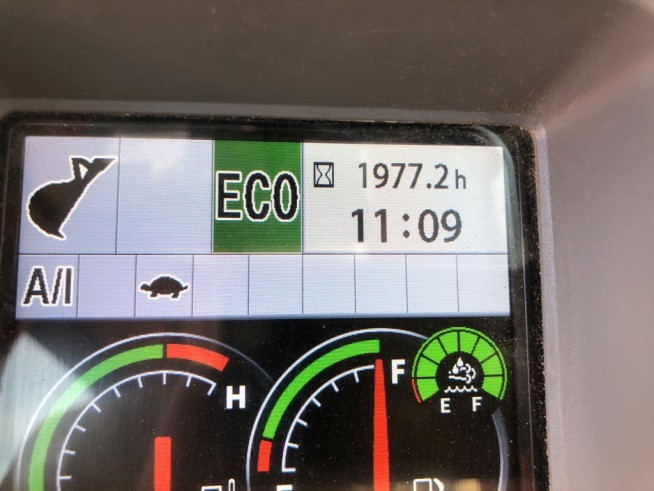 ECO
1977.2h
11:09
A/I
H
F
E F